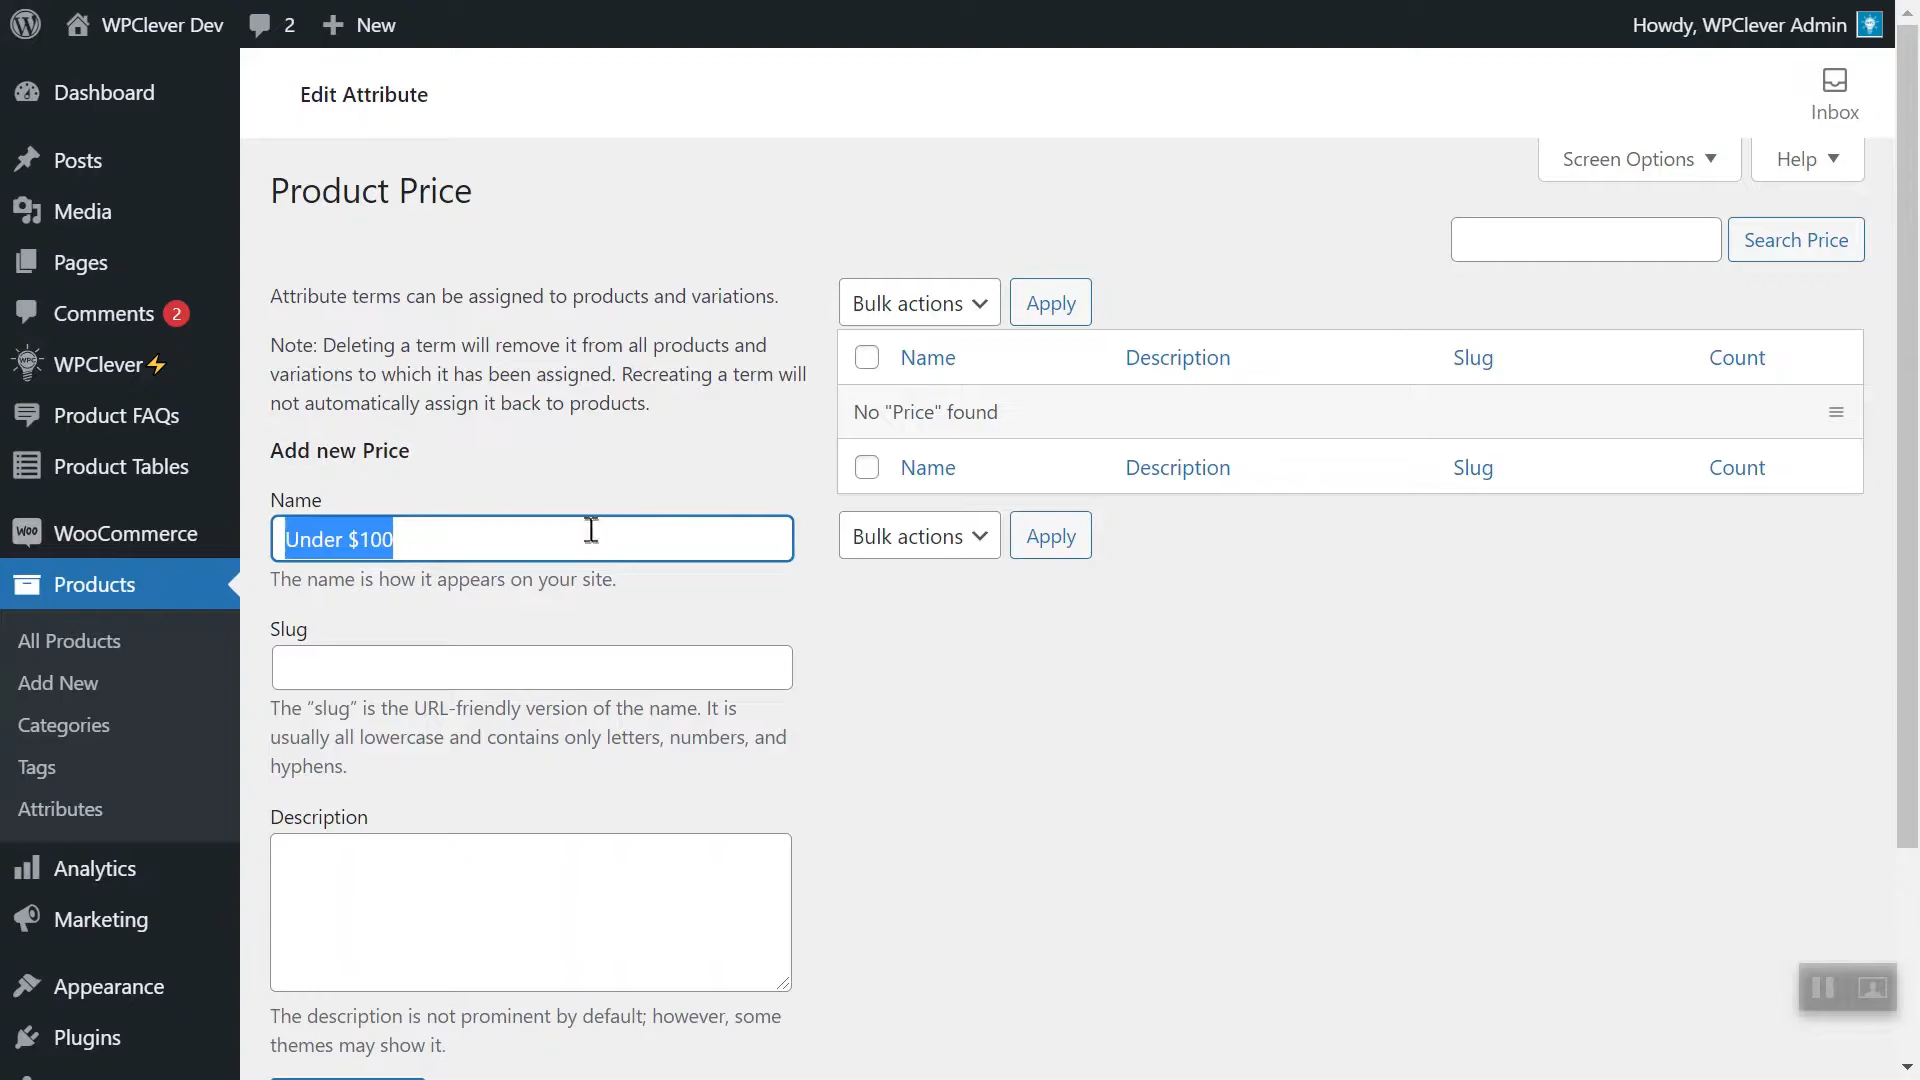 WPClever Dev
2
New
Howdy, WPClever Admin
Dashboard
Posts
Media
Pages
Comments 2
WPClever
Product FAQs
Product Tables
Woo WooCommerce
Products
All Products
Add New
Categories
Tags
Attributes
Analytics
Marketing
Appearance
Plugins
Edit Attribute
Inbox
Screen Options
Help
Product Price
Search Price
Attribute terms can be assigned to products and variations.
Note: Deleting a term will remove it from all products and
variations to which it has been assigned. Recreating a term will
not automatically assign it back to products.
Add new Price
Name
Under $100
The name is how it appears on your site.
Slug
The “slug” is the URL-friendly version of the name. It is
usually all lowercase and contains only letters, numbers, and
hyphens.
Description
The description is not prominent by default; however, some
themes may show it.
Bulk actions Apply
Name Description Slug Count
No "Price" found
Name Description Slug Count
Bulk actions Apply